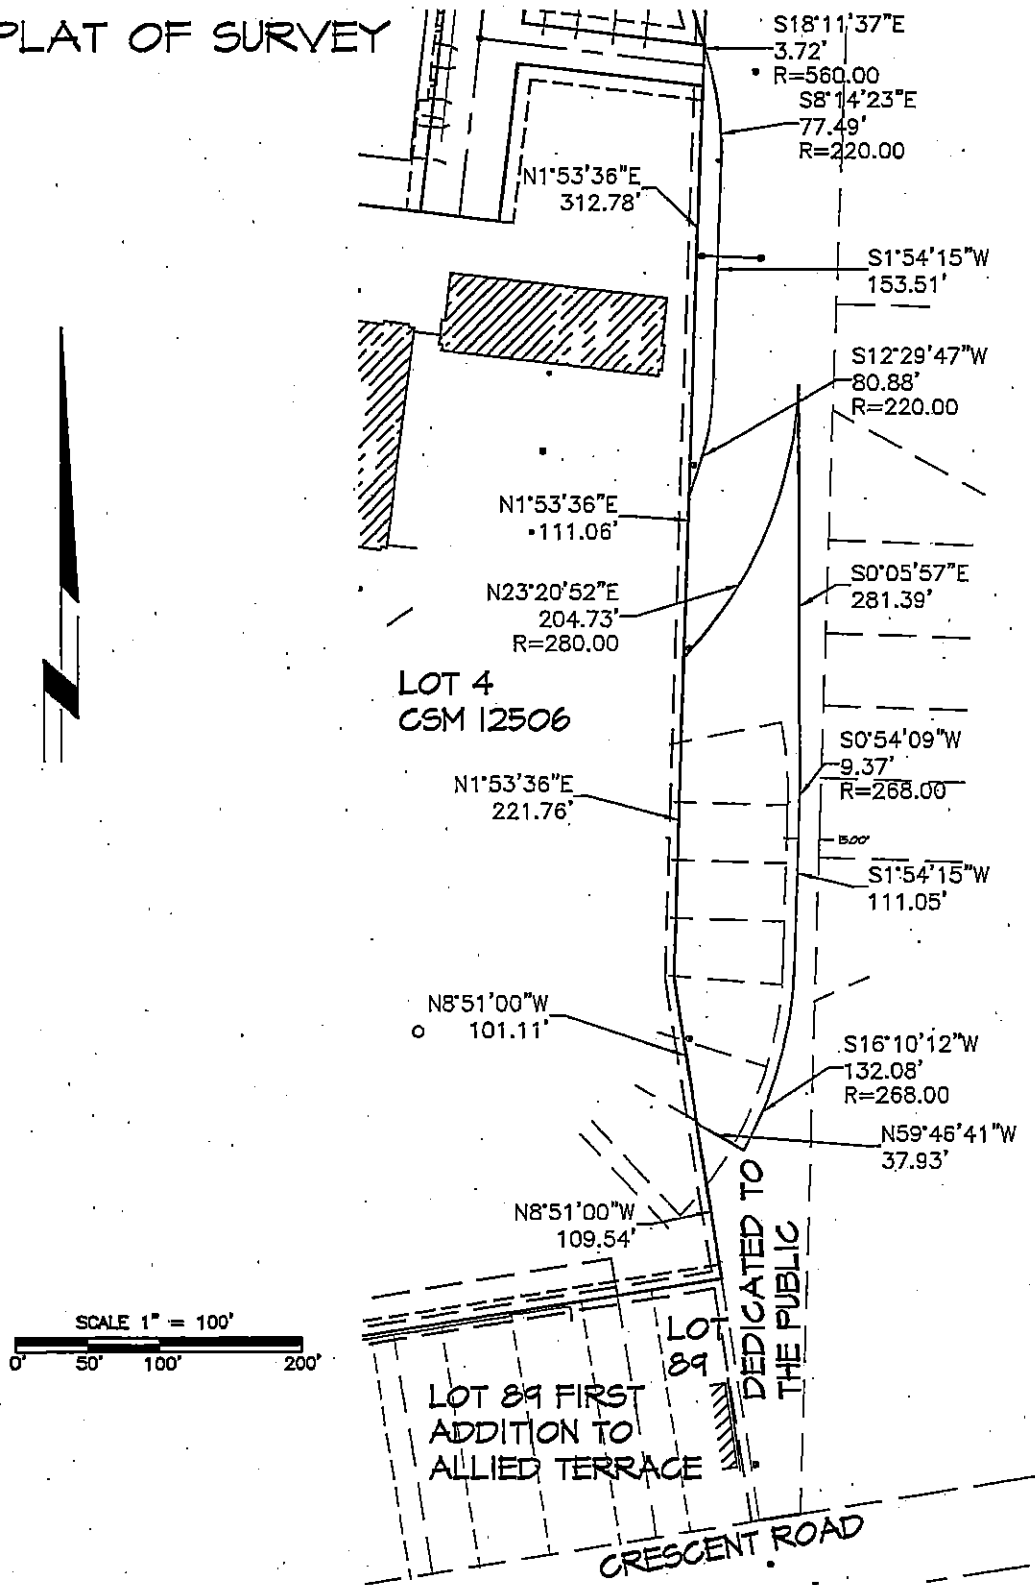 PLAT OF SURVEY
S18°11'37"E
3.72'
R=560.00
S8°14'23"E
77.49'
R=220.00
N1°53'36"E
312.78'
S1°54'15"W
153.51'
S12°29'47"W
80.88'
R=220.00
N1°53'36"E
111.06'
N23°20'52"E
204.73'
R=280.00
S0°05'57"E
281.39'
LOT 4
CSM 12506
S0°54'09"W
9.37'
R=268.00
N1°53'36"E
221.76'
15.00'
S1°54'15"W
111.05'
N8°51'00"W
101.11'
S16°10'12"W
132.08'
R=268.00
N59°46'41"W
37.93'
N8°51'00"W
109.54'
DEDICATED TO
THE PUBLIC
SCALE 1" = 100'
0' 50' 100' 200'
LOT
89
LOT 89 FIRST
ADDITION TO
ALLIED TERRACE
CRESCENT ROAD